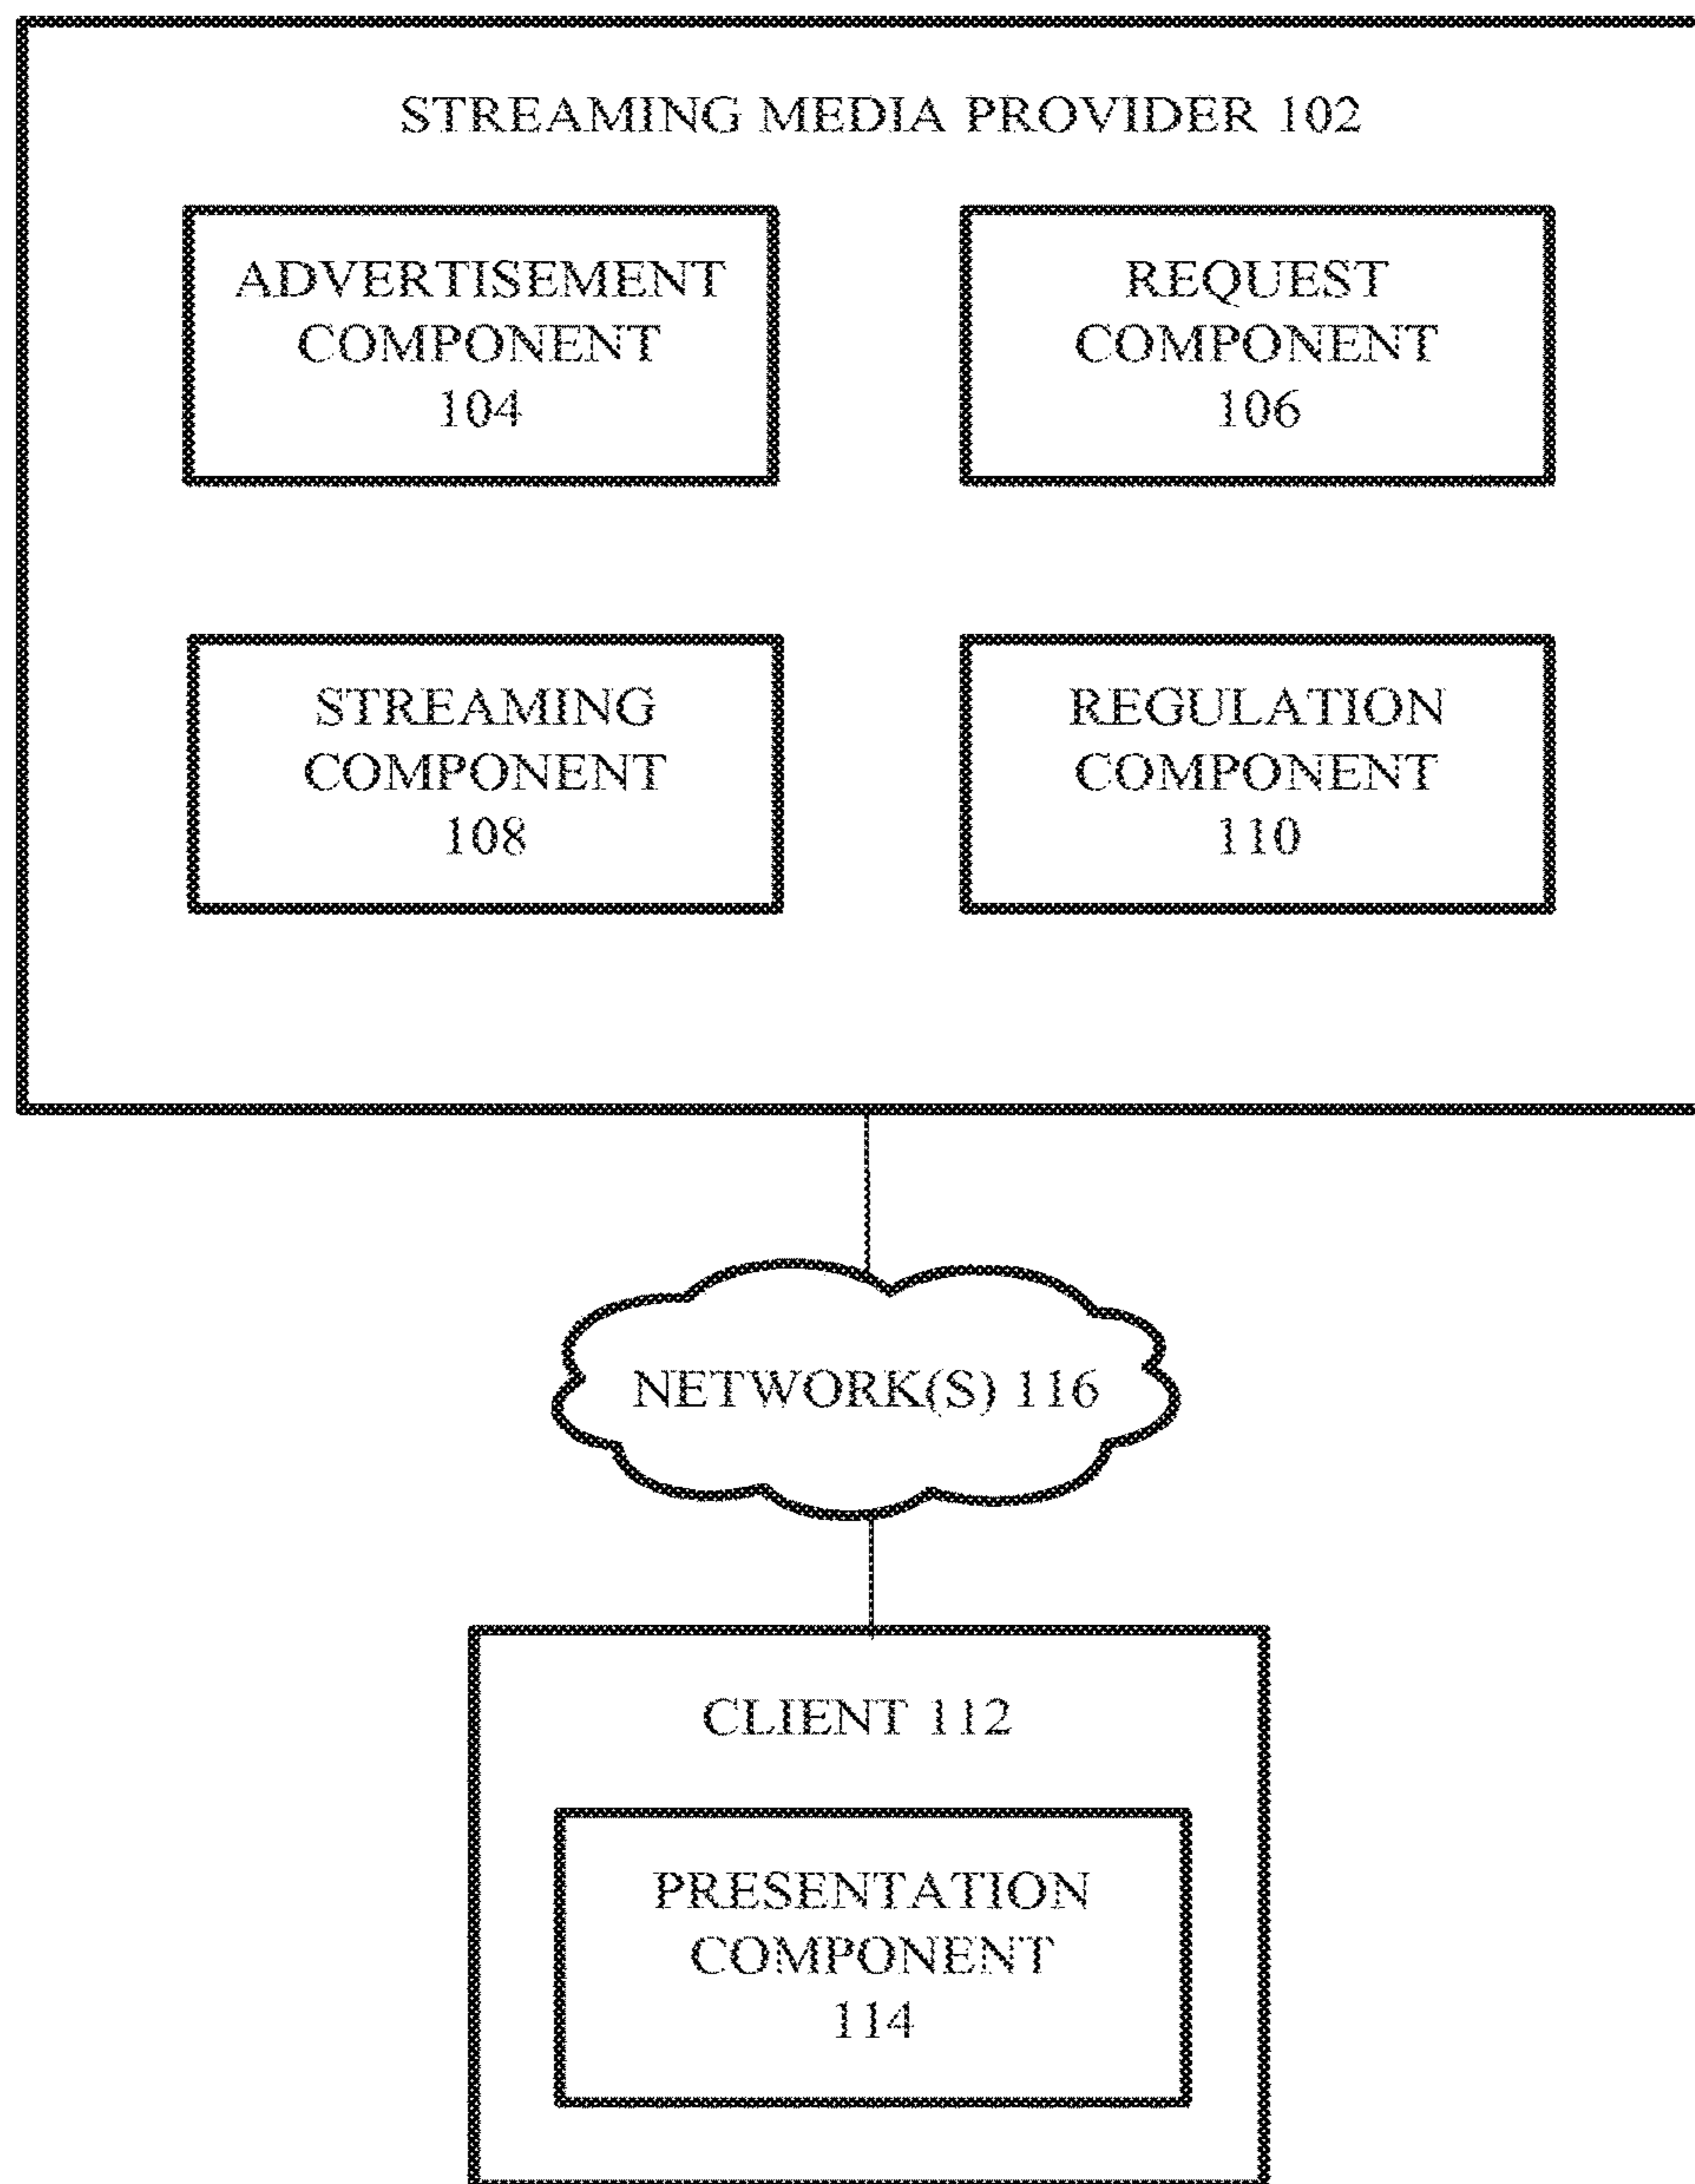 STREAMING MEDIA PROVIDER 102
ADVERTISEMENT
COMPONENT
104
REQUEST
COMPONENT
106
STREAMING
COMPONENT
108
REGULATION
COMPONENT
110
NETWORK(S) 116
CLIENT 112
PRESENTATION
COMPONENT
114